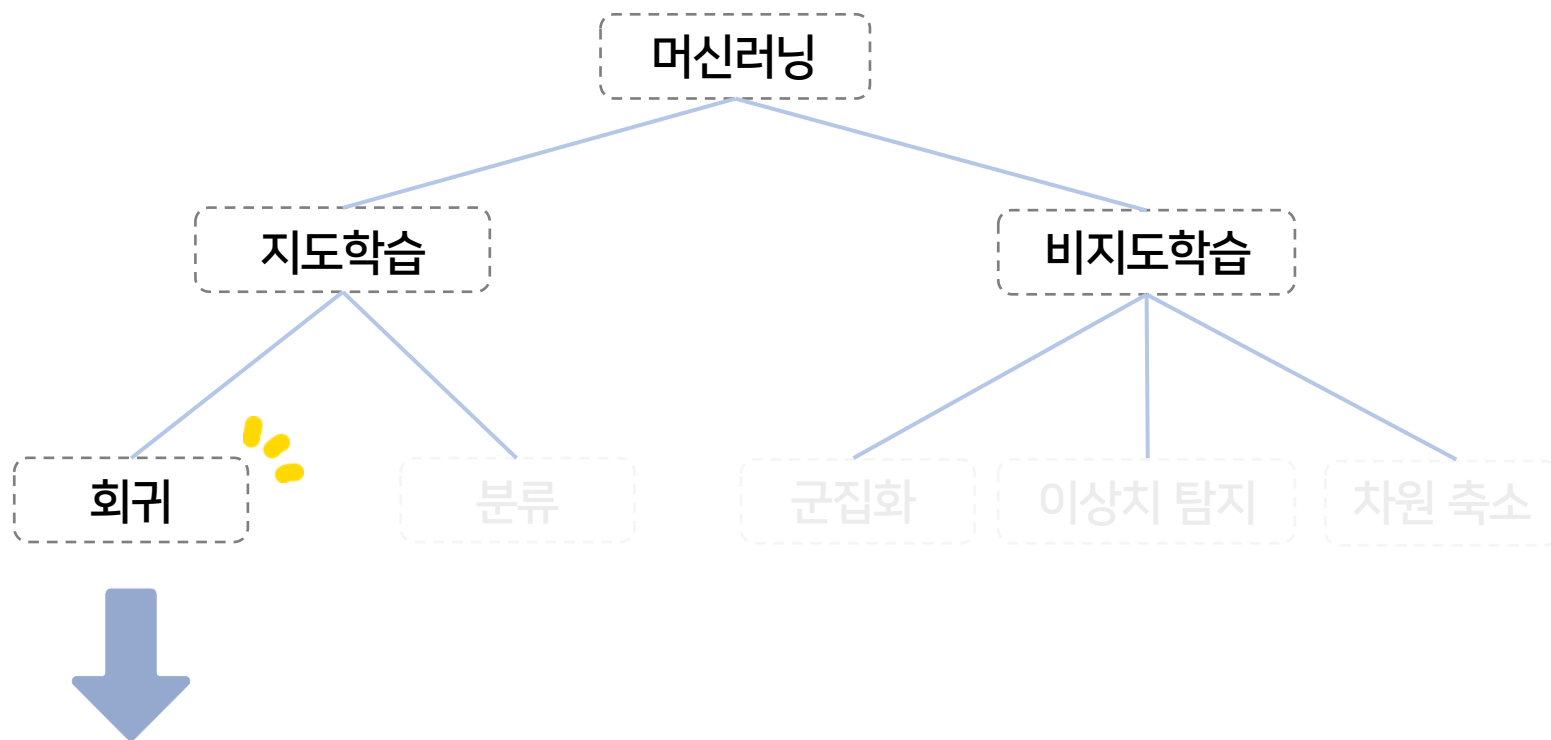 머신러닝
지도학습
비지도학습
회귀
분류
군집화
이상치 탐지
차원 축소